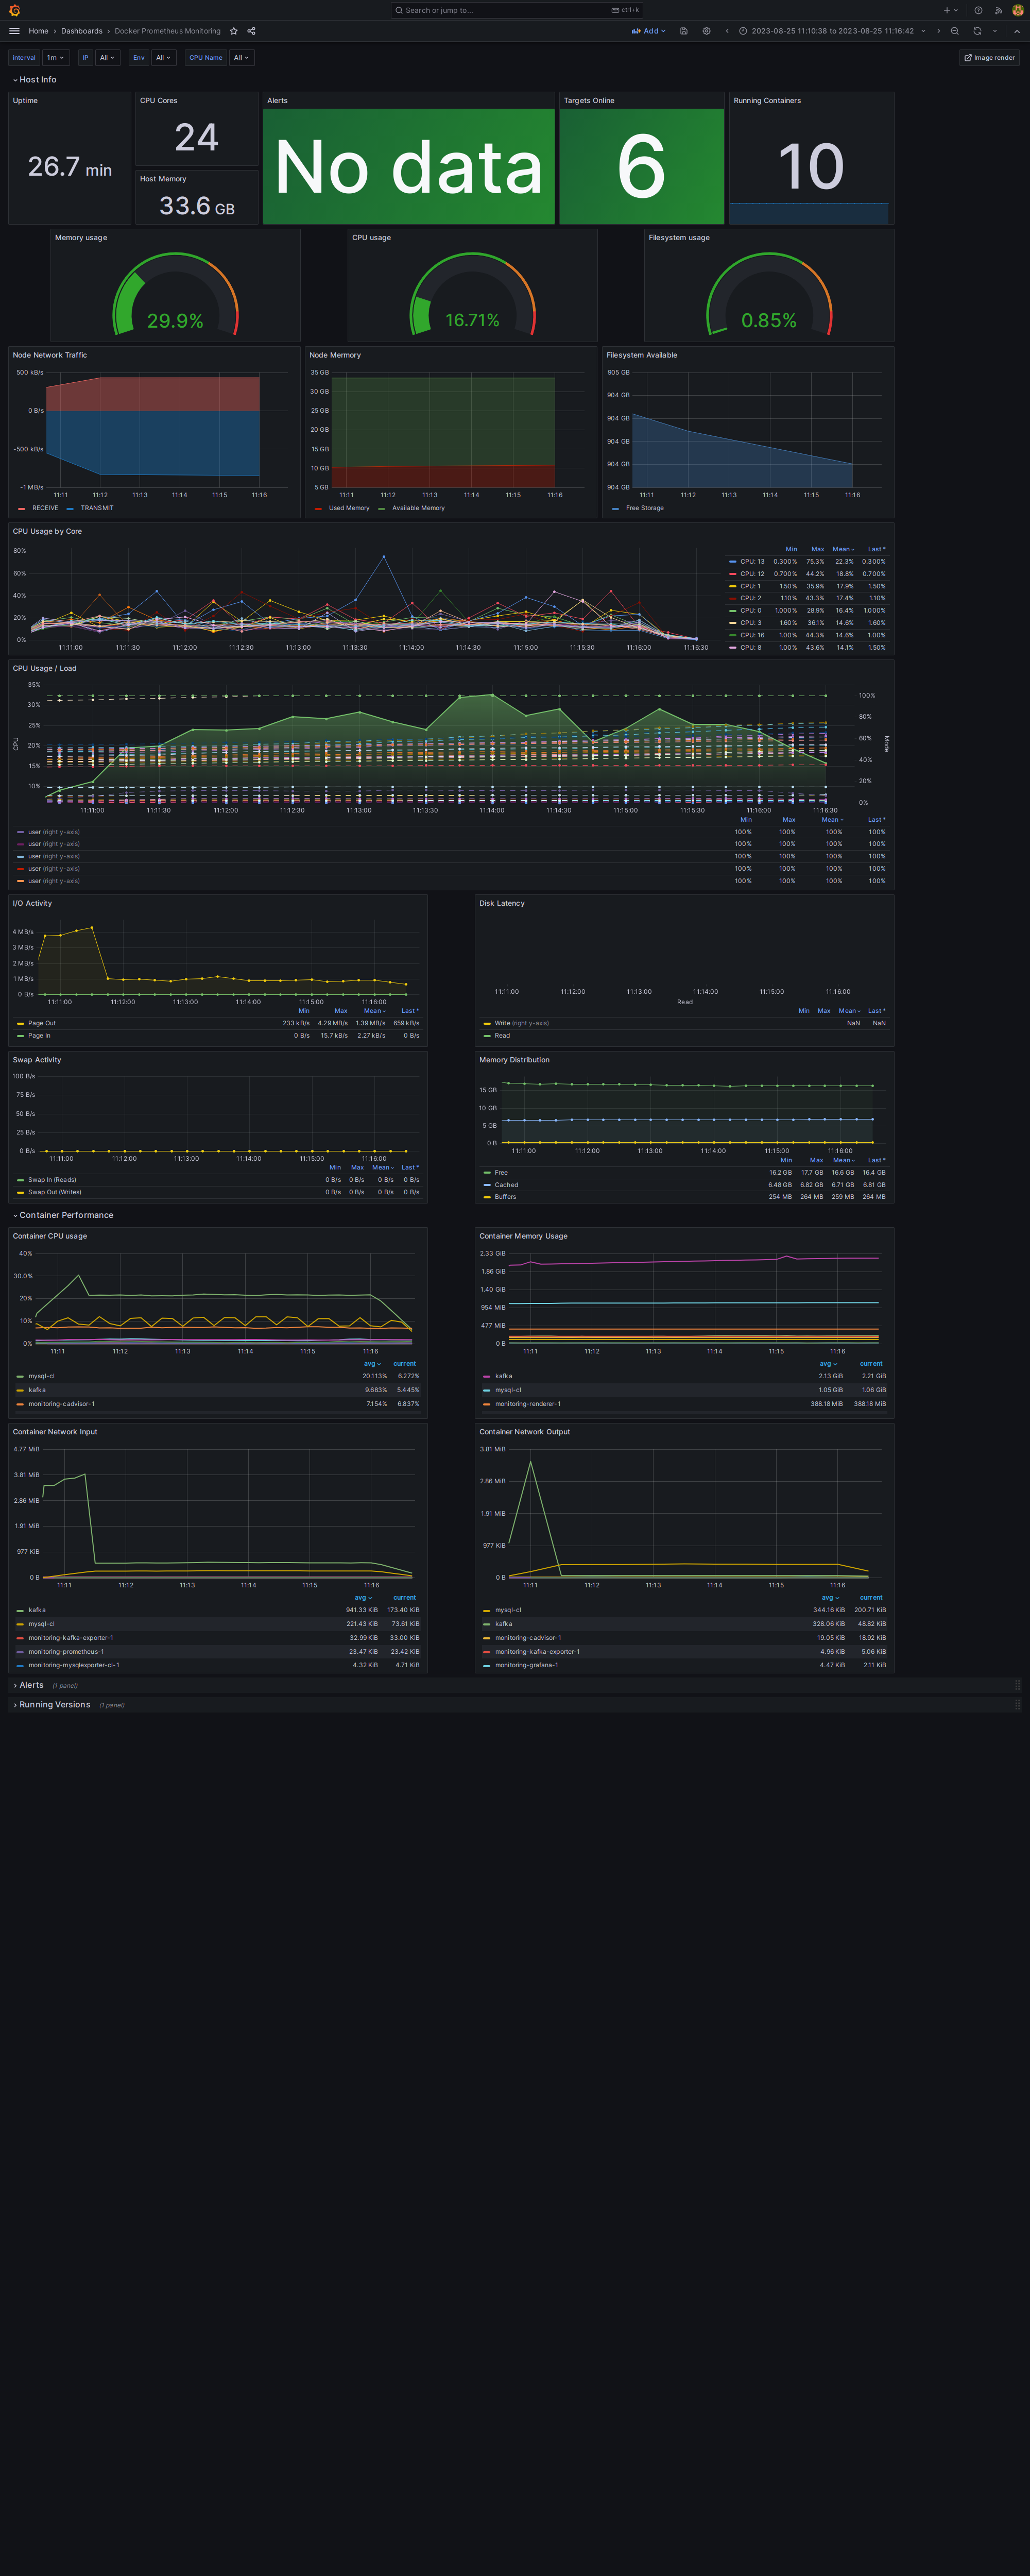 Search or jump to...
ctrl+k
Home › Dashboards › Docker Prometheus Monitoring
Add
2023-08-25 11:10:38 to 2023-08-25 11:16:42
Interval 1m IP All Env All CPU Name All
Image render
Host Info
Uptime
26.7 min
CPU Cores
24
Host Memory
33.6 GB
Alerts
No data
Targets Online
6
Running Containers
10
Memory usage
29.9%
CPU usage
16.71%
Filesystem usage
0.85%
Node Network Traffic
500 kB/s
0 B/s
-500 kB/s
-1 MB/s
11:11 11:12 11:13 11:14 11:15 11:16
RECEIVE TRANSMIT
Node Mermory
35 GB
30 GB
25 GB
20 GB
15 GB
10 GB
5 GB
11:11 11:12 11:13 11:14 11:15 11:16
Used Memory Available Memory
Filesystem Available
905 GB
904 GB
904 GB
904 GB
904 GB
904 GB
11:11 11:12 11:13 11:14 11:15 11:16
Free Storage
CPU Usage by Core
80%
60%
40%
20%
0%
11:11:00 11:11:30 11:12:00 11:12:30 11:13:00 11:13:30 11:14:00 11:14:30 11:15:00 11:15:30 11:16:00 11:16:30
Min Max Mean Last *
CPU: 13 0.300% 75.3% 22.3% 0.300%
CPU: 12 0.700% 44.2% 18.8% 0.700%
CPU: 1 1.50% 35.9% 17.9% 1.50%
CPU: 2 1.10% 43.3% 17.4% 1.10%
CPU: 0 1.000% 28.9% 16.4% 1.000%
CPU: 3 1.60% 36.1% 14.6% 1.60%
CPU: 16 1.00% 44.3% 14.6% 1.00%
CPU: 8 1.00% 43.6% 14.1% 1.50%
CPU Usage / Load
35%
30%
25%
20%
15%
10%
CPU
100%
80%
60%
40%
20%
0%
Mode
11:11:00 11:11:30 11:12:00 11:12:30 11:13:00 11:13:30 11:14:00 11:14:30 11:15:00 11:15:30 11:16:00 11:16:30
Min Max Mean Last *
user (right y-axis) 100% 100% 100% 100%
user (right y-axis) 100% 100% 100% 100%
user (right y-axis) 100% 100% 100% 100%
user (right y-axis) 100% 100% 100% 100%
user (right y-axis) 100% 100% 100% 100%
I/O Activity
4 MB/s
3 MB/s
2 MB/s
1 MB/s
0 B/s
11:11:00 11:12:00 11:13:00 11:14:00 11:15:00 11:16:00
Min Max Mean Last *
Page Out 233 kB/s 4.29 MB/s 1.39 MB/s 659 kB/s
Page In 0 B/s 15.7 kB/s 2.27 kB/s 0 B/s
Disk Latency
11:11:00 11:12:00 11:13:00 11:14:00 11:15:00 11:16:00
Read
Min Max Mean Last *
Write (right y-axis) NaN NaN
Read
Swap Activity
100 B/s
75 B/s
50 B/s
25 B/s
0 B/s
11:11:00 11:12:00 11:13:00 11:14:00 11:15:00 11:16:00
Min Max Mean Last *
Swap In (Reads) 0 B/s 0 B/s 0 B/s 0 B/s
Swap Out (Writes) 0 B/s 0 B/s 0 B/s 0 B/s
Memory Distribution
15 GB
10 GB
5 GB
0 B
11:11:00 11:12:00 11:13:00 11:14:00 11:15:00 11:16:00
Min Max Mean Last *
Free 16.2 GB 17.7 GB 16.6 GB 16.4 GB
Cached 6.48 GB 6.82 GB 6.71 GB 6.81 GB
Buffers 254 MB 264 MB 259 MB 264 MB
Container Performance
Container CPU usage
40%
30.0%
20%
10%
0%
11:11 11:12 11:13 11:14 11:15 11:16
avg current
mysql-cl 20.113% 6.272%
kafka 9.683% 5.445%
monitoring-cadvisor-1 7.154% 6.837%
Container Memory Usage
2.33 GiB
1.86 GiB
1.40 GiB
954 MiB
477 MiB
0 B
11:11 11:12 11:13 11:14 11:15 11:16
avg current
kafka 2.13 GiB 2.21 GiB
mysql-cl 1.05 GiB 1.06 GiB
monitoring-renderer-1 388.18 MiB 388.18 MiB
Container Network Input
4.77 MiB
3.81 MiB
2.86 MiB
1.91 MiB
977 KiB
0 B
11:11 11:12 11:13 11:14 11:15 11:16
avg current
kafka 941.33 KiB 173.40 KiB
mysql-cl 221.43 KiB 73.61 KiB
monitoring-kafka-exporter-1 32.99 KiB 33.00 KiB
monitoring-prometheus-1 23.47 KiB 23.42 KiB
monitoring-mysqlexporter-cl-1 4.32 KiB 4.71 KiB
Container Network Output
3.81 MiB
2.86 MiB
1.91 MiB
977 KiB
0 B
11:11 11:12 11:13 11:14 11:15 11:16
avg current
mysql-cl 344.16 KiB 200.71 KiB
kafka 328.06 KiB 48.82 KiB
monitoring-cadvisor-1 19.05 KiB 18.92 KiB
monitoring-kafka-exporter-1 4.96 KiB 5.06 KiB
monitoring-grafana-1 4.47 KiB 2.11 KiB
Alerts (1 panel)
Running Versions (1 panel)